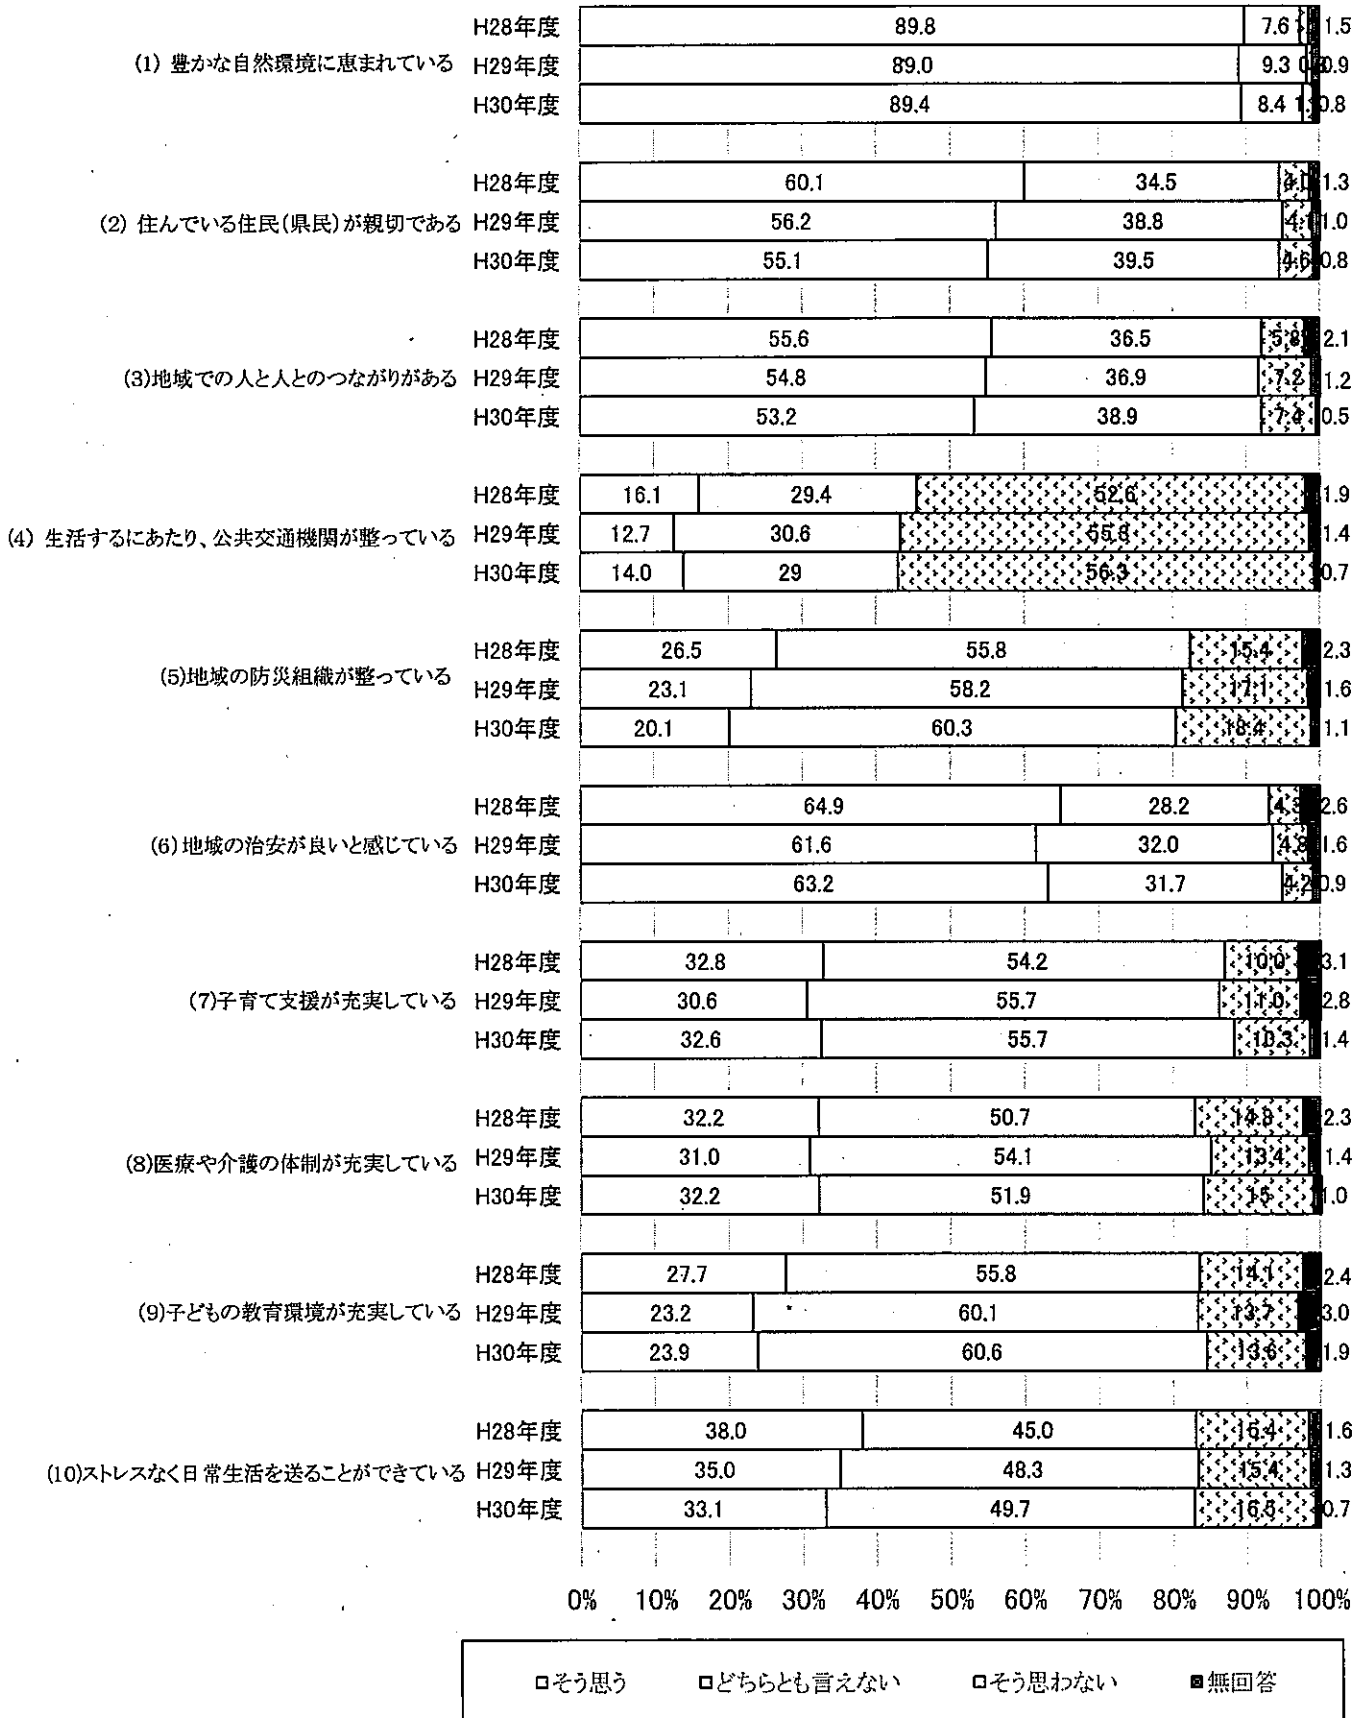 H28年度 89.8 7.6 1.5
(1) 豊かな自然環境に恵まれている H29年度 89.0 9.3 0.9
H30年度 89.4 8.4 0.8
H28年度 60.1 34.5 4.0 1.3
(2) 住んでいる住民(県民)が親切である H29年度 56.2 38.8 4.1 1.0
H30年度 55.1 39.5 4.6 0.8
H28年度 55.6 36.5 5.8 2.1
(3)地域での人と人とのつながりがある H29年度 54.8 36.9 7.2 1.2
H30年度 53.2 38.9 7.4 0.5
H28年度 16.1 29.4 52.6 1.9
(4) 生活するにあたり、公共交通機関が整っている H29年度 12.7 30.6 55.3 1.4
H30年度 14.0 29 56.3 0.7
H28年度 26.5 55.8 15.4 2.3
(5)地域の防災組織が整っている H29年度 23.1 58.2 17.1 1.6
H30年度 20.1 60.3 18.4 1.1
H28年度 64.9 28.2 4.3 2.6
(6)地域の治安が良いと感じている H29年度 61.6 32.0 4.8 1.6
H30年度 63.2 31.7 4.2 0.9
H28年度 32.8 54.2 10.0 3.1
(7)子育て支援が充実している H29年度 30.6 55.7 11.0 2.8
H30年度 32.6 55.7 10.3 1.4
H28年度 32.2 50.7 14.8 2.3
(8)医療や介護の体制が充実している H29年度 31.0 54.1 13.4 1.4
H30年度 32.2 51.9 15 1.0
H28年度 27.7 55.8 14.1 2.4
(9)子どもの教育環境が充実している H29年度 23.2 60.1 13.7 3.0
H30年度 23.9 60.6 13.6 1.9
H28年度 38.0 45.0 15.4 1.6
(10)ストレスなく日常生活を送ることができている H29年度 35.0 48.3 15.4 1.3
H30年度 33.1 49.7 16.5 0.7
0% 10% 20% 30% 40% 50% 60% 70% 80% 90% 100%
□そう思う □どちらとも言えない □そう思わない ■無回答